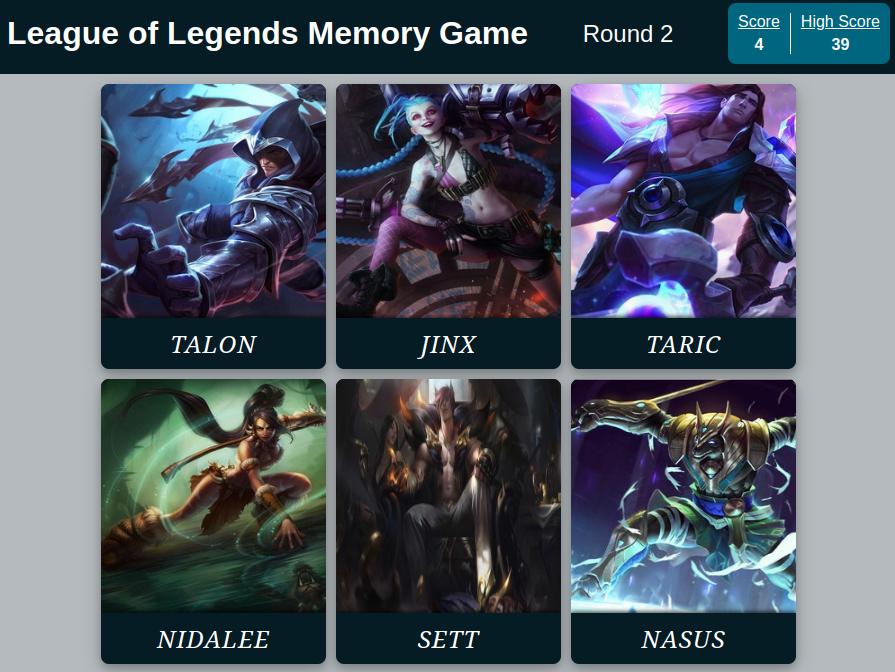 League of Legends Memory Game
Round 2
Score
4
High Score
39
TALON
JINX
TARIC
NIDALEE
SETT
NASUS